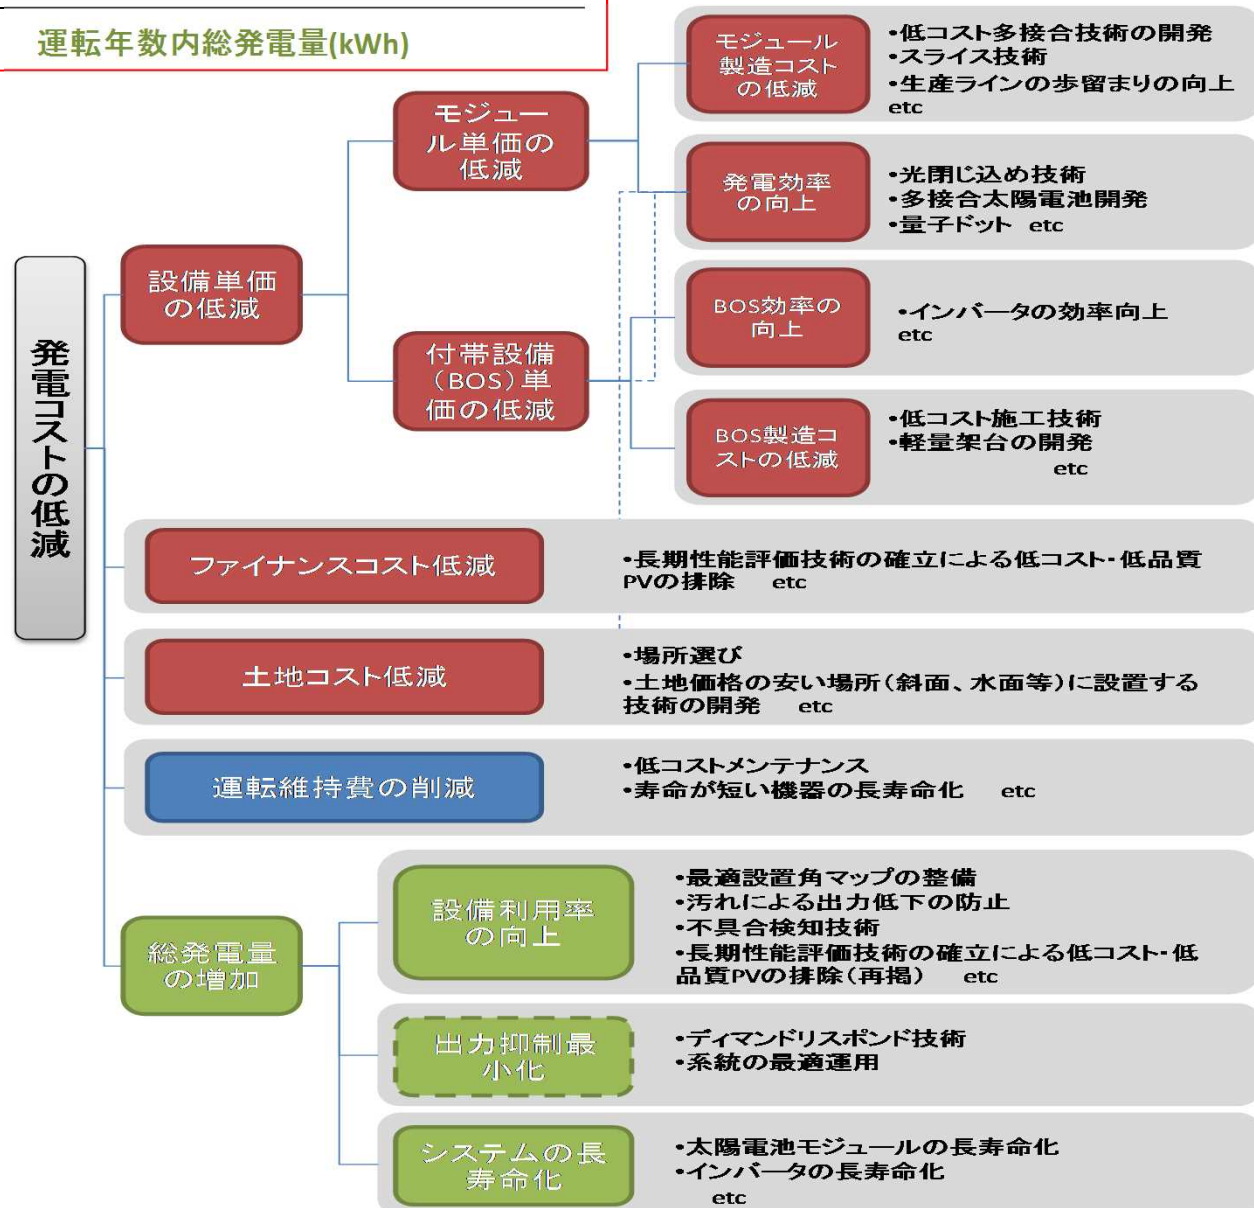 運転年数内総発電量(kWh)
発電コストの低減
設備単価
の低減
モジュー
ル単価の
低減
モジュール
製造コスト
の低減
•低コスト多接合技術の開発
•スライス技術
•生産ラインの歩留まりの向上
etc
発電効率
の向上
•光閉じ込め技術
•多接合太陽電池開発
•量子ドット etc
付帯設備
（BOS）単
価の低減
BOS効率の
向上
•インバータの効率向上
etc
BOS製造コ
ストの低減
•低コスト施工技術
•軽量架台の開発
etc
ファイナンスコスト低減
•長期性能評価技術の確立による低コスト・低品質
PVの排除 etc
土地コスト低減
•場所選び
•土地価格の安い場所（斜面、水面等）に設置する
技術の開発 etc
運転維持費の削減
•低コストメンテナンス
•寿命が短い機器の長寿命化 etc
総発電量
の増加
設備利用率
の向上
•最適設置角マップの整備
•汚れによる出力低下の防止
•不具合検知技術
•長期性能評価技術の確立による低コスト・低
品質PVの排除（再掲） etc
出力抑制最
小化
•ディマンドリスポンド技術
•系統の最適運用
システムの長
寿命化
•太陽電池モジュールの長寿命化
•インバータの長寿命化
etc